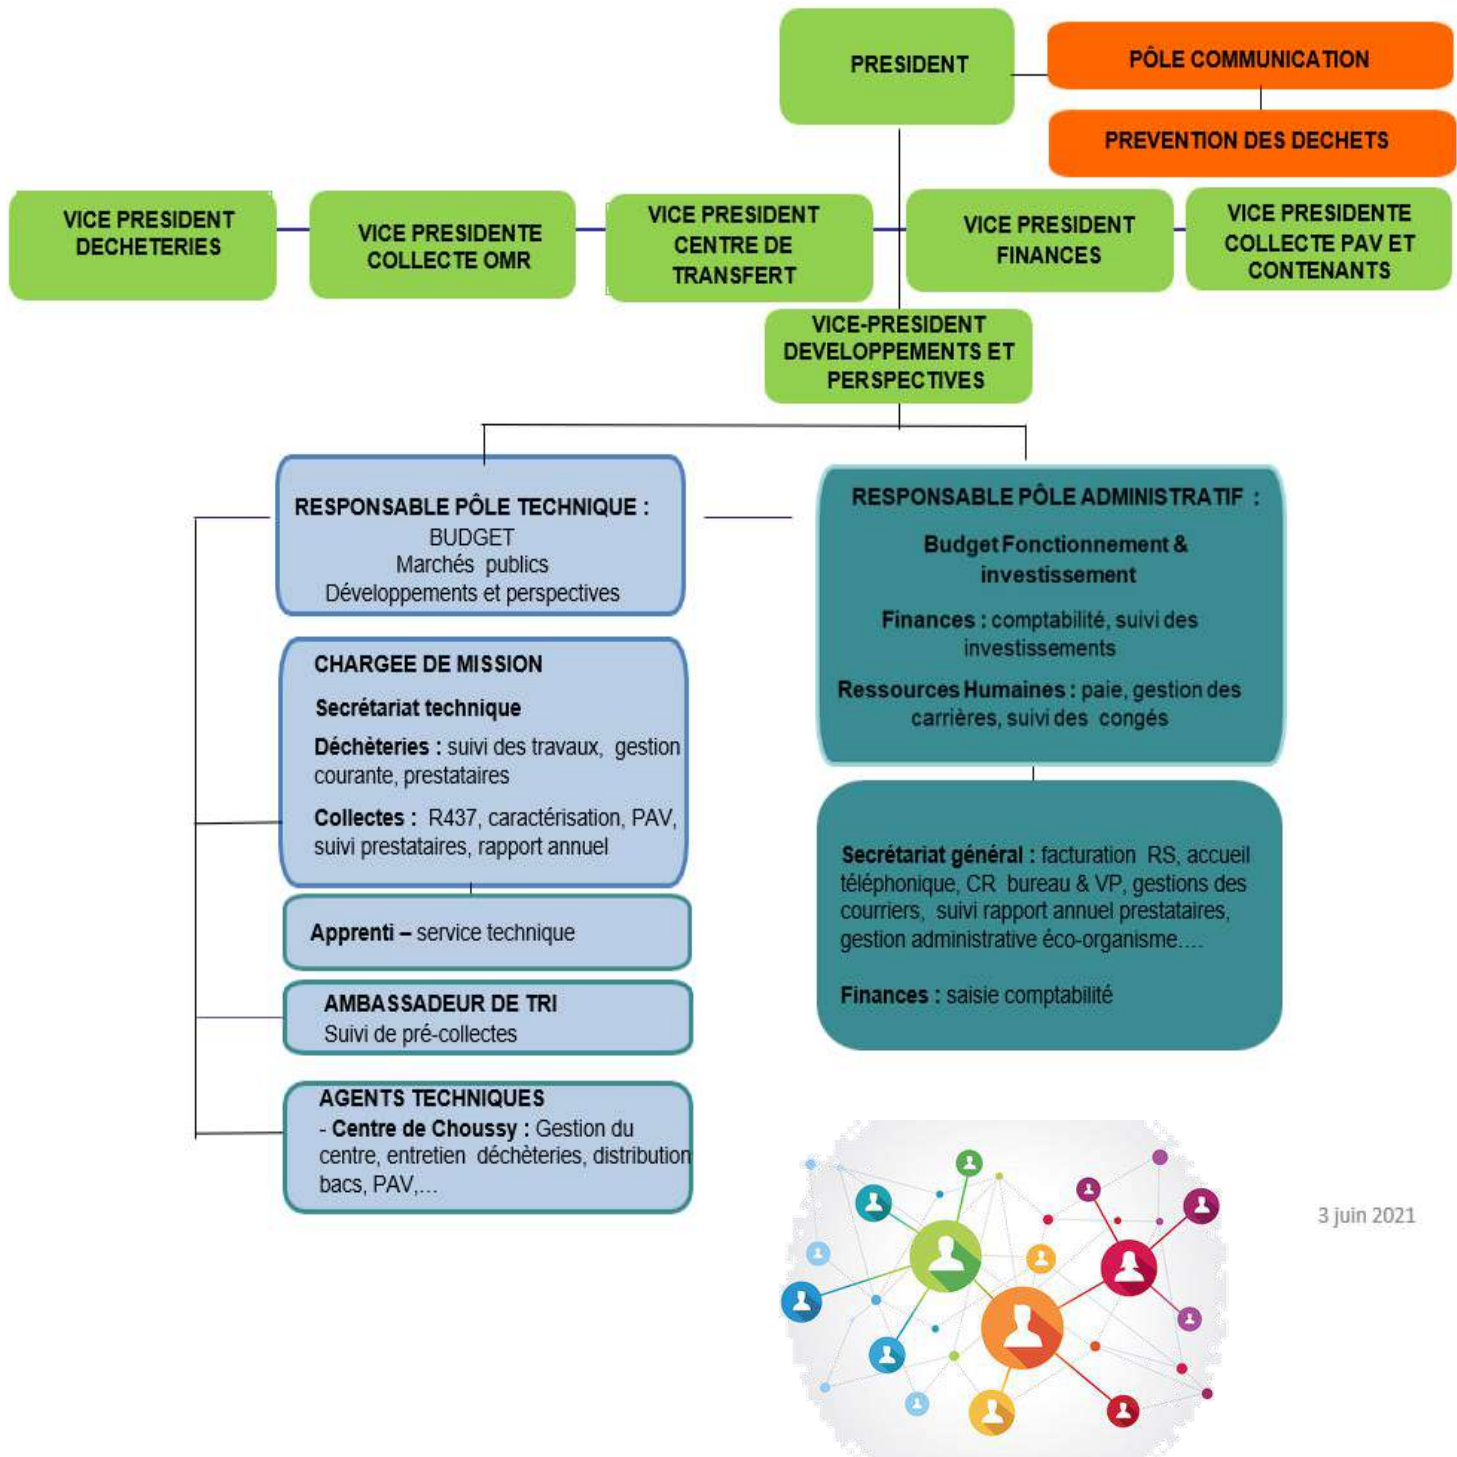 PRESIDENT
PÔLE COMMUNICATION
PREVENTION DES DECHETS
VICE PRESIDENT
DECHETERIES
VICE PRESIDENTE
COLLECTE OMR
VICE PRESIDENT
CENTRE DE
TRANSFERT
VICE PRESIDENT
FINANCES
VICE PRESIDENTE
COLLECTE PAV ET
CONTENANTS
VICE-PRESIDENT
DEVELOPPEMENTS ET
PERSPECTIVES
RESPONSABLE PÔLE TECHNIQUE :
BUDGET
Marchés publics
Développements et perspectives
RESPONSABLE PÔLE ADMINISTRATIF :
Budget Fonctionnement &
investissement
Finances : comptabilité, suivi des
investissements
Ressources Humaines : paie, gestion des
carrières, suivi des congés
CHARGEE DE MISSION
Secrétariat technique
Déchèteries : suivi des travaux, gestion
courante, prestataires
Collectes : R437, caractérisation, PAV,
suivi prestataires, rapport annuel
Secrétariat général : facturation RS, accueil
téléphonique, CR bureau & VP, gestions des
courriers, suivi rapport annuel prestataires,
gestion administrative éco-organisme....
Finances : saisie comptabilité
Apprenti – service technique
AMBASSADEUR DE TRI
Suivi de pré-collectes
AGENTS TECHNIQUES
- Centre de Choussy : Gestion du
centre, entretien déchèteries, distribution
bacs, PAV,...
3 juin 2021